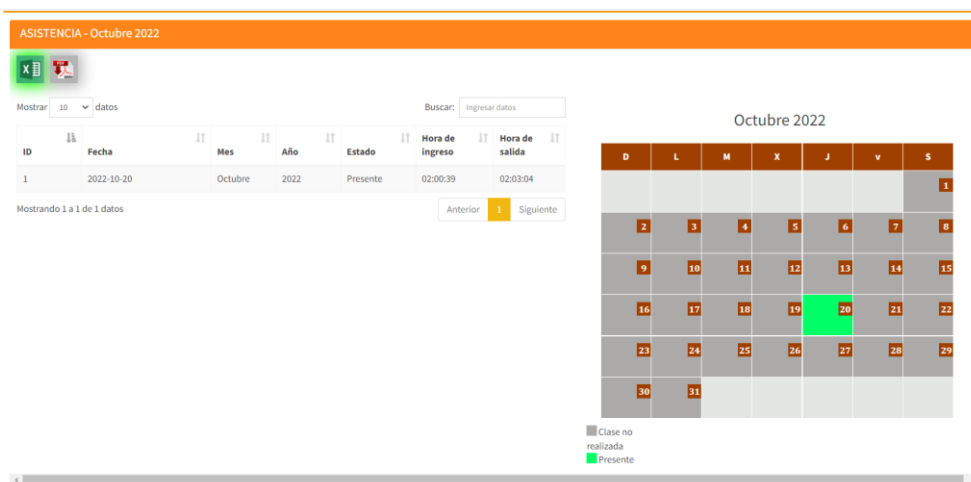 ASISTENCIA - Octubre 2022
Mostrar 10 datos
Buscar: Ingresar datos
ID Fecha Mes Año Estado Hora de ingreso Hora de salida
1 2022-10-20 Octubre 2022 Presente 02:00:39 02:03:04
Mostrando 1 a 1 de 1 datos
Anterior 1 Siguiente
Octubre 2022
D L M X J v S
1
2 3 4 5 6 7 8
9 10 11 12 13 14 15
16 17 18 19 20 21 22
23 24 25 26 27 28 29
30 31
Clase no
realizada
Presente